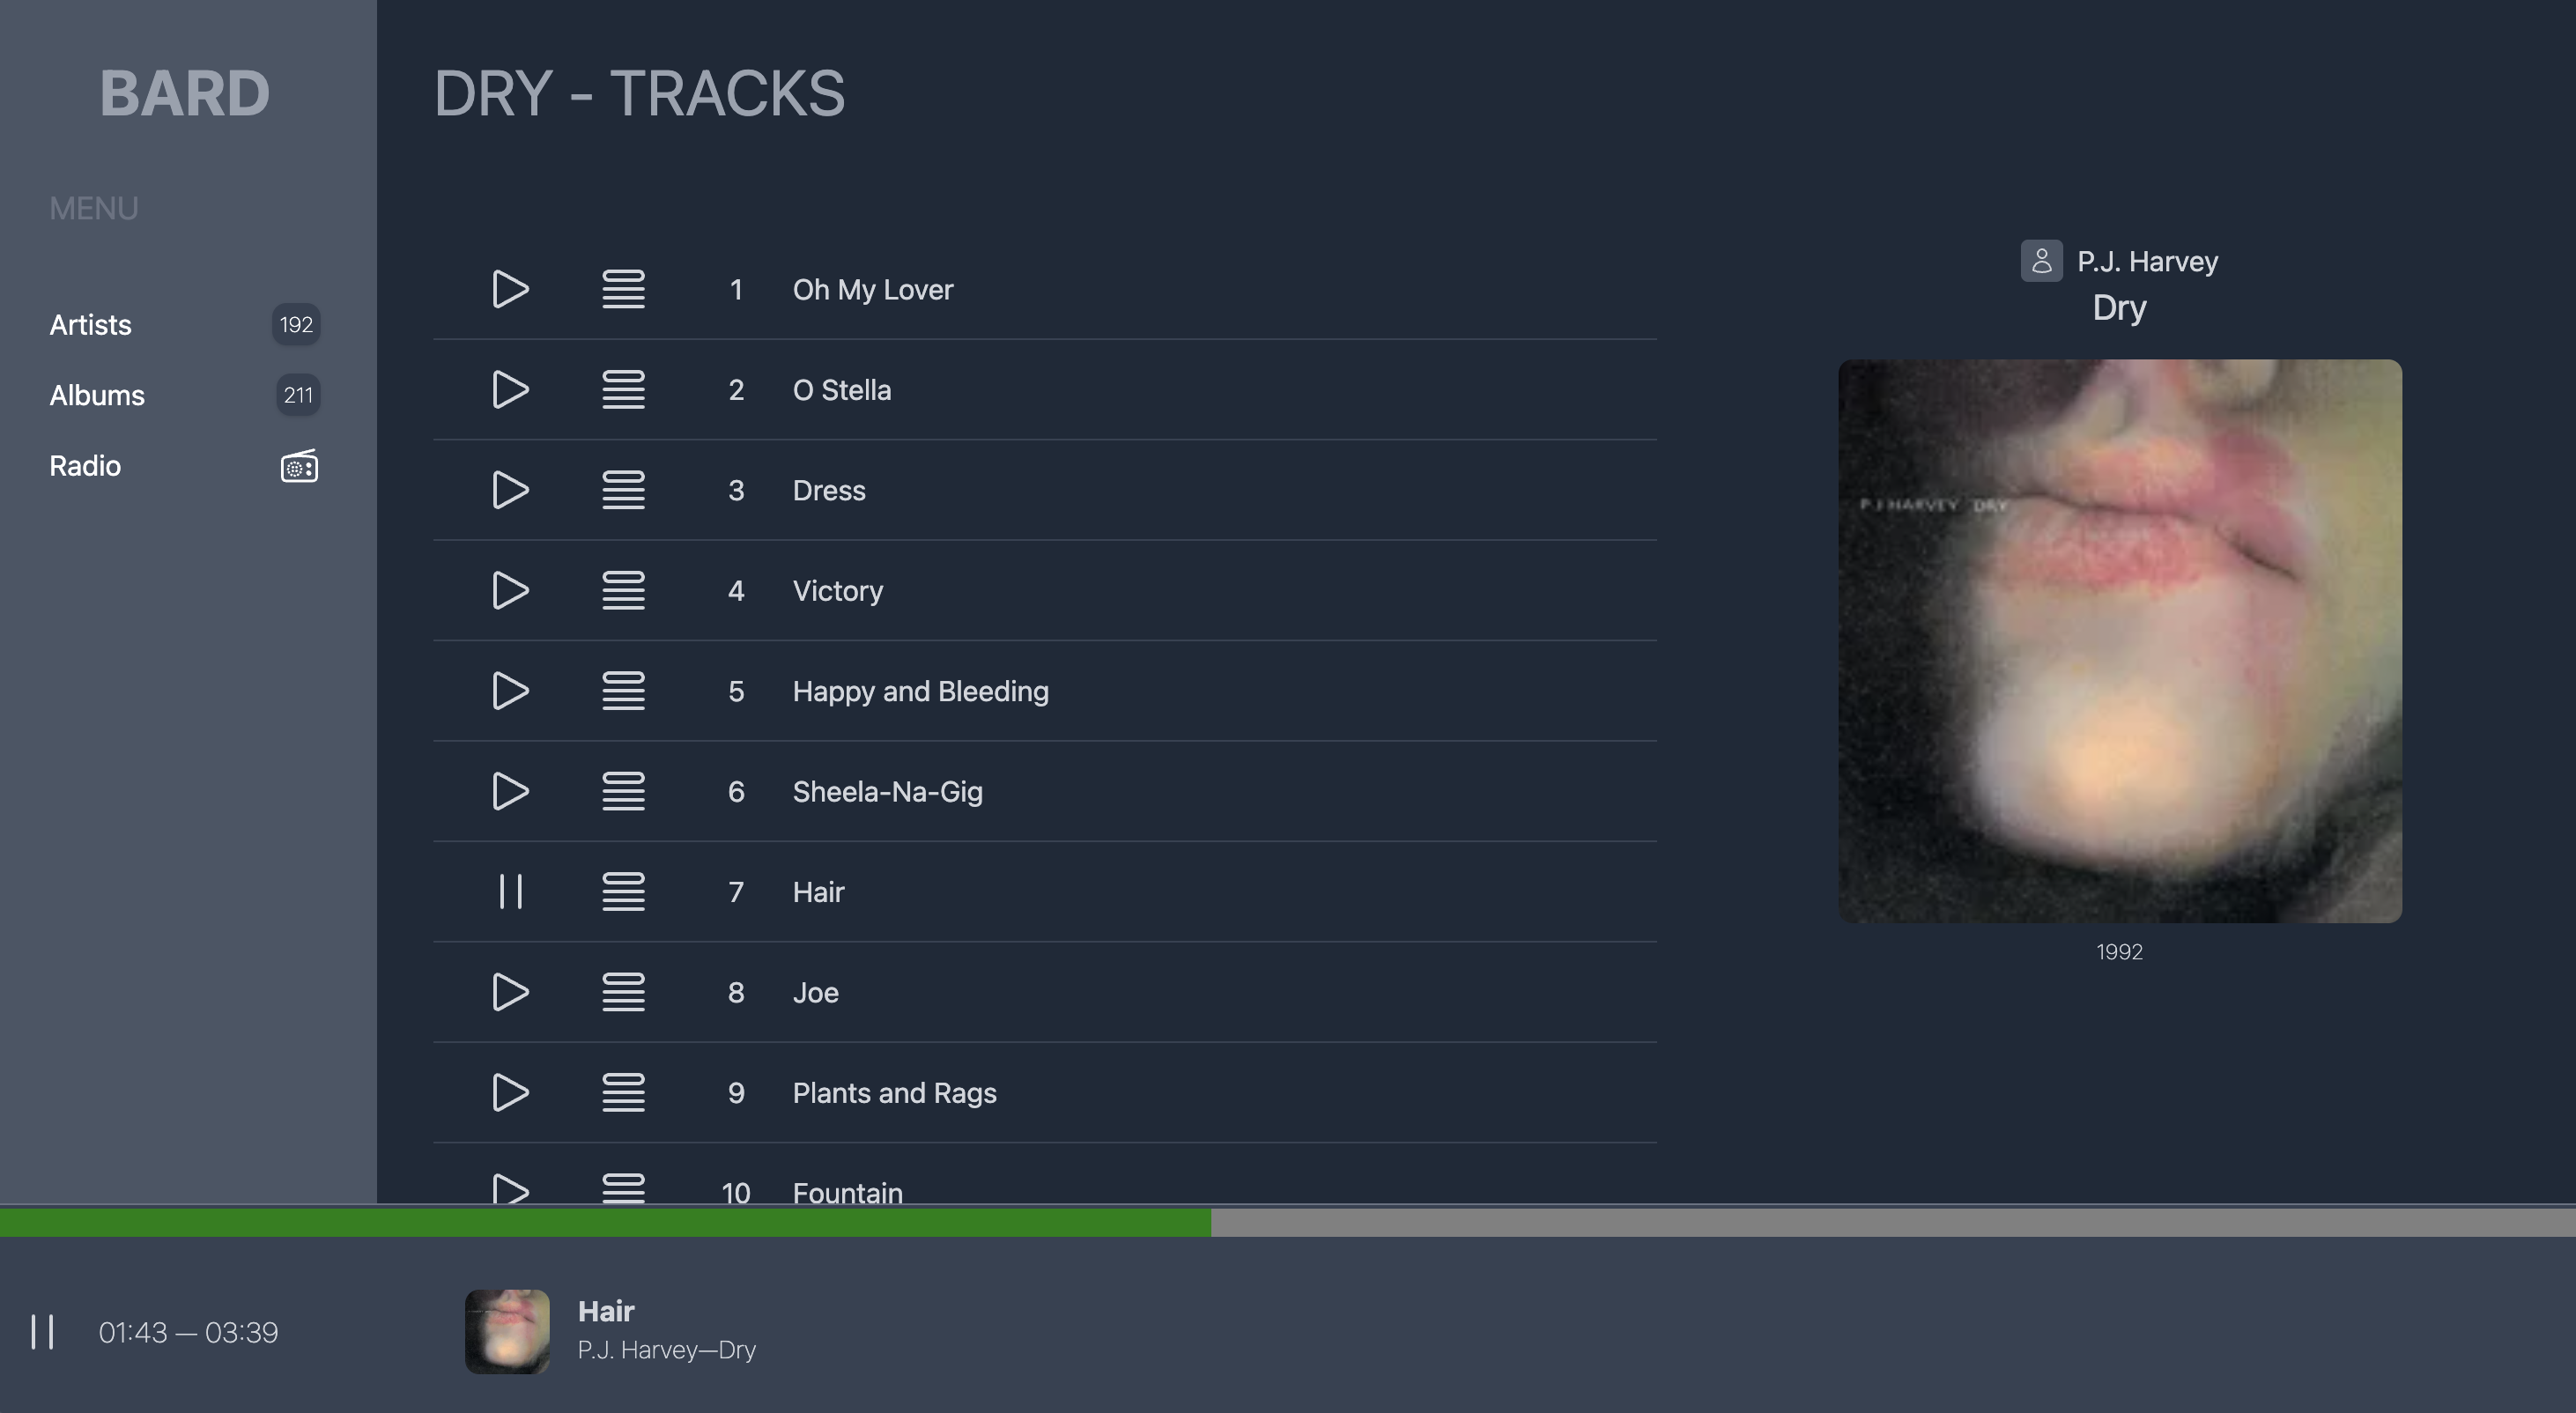 BARD
MENU
Artists 192
Albums 211
Radio
DRY - TRACKS
1 Oh My Lover
2 O Stella
3 Dress
4 Victory
5 Happy and Bleeding
6 Sheela-Na-Gig
7 Hair
8 Joe
9 Plants and Rags
10 Fountain
P.J. Harvey
Dry
P J HARVEY DRY
1992
01:43 — 03:39
Hair
P.J. Harvey—Dry